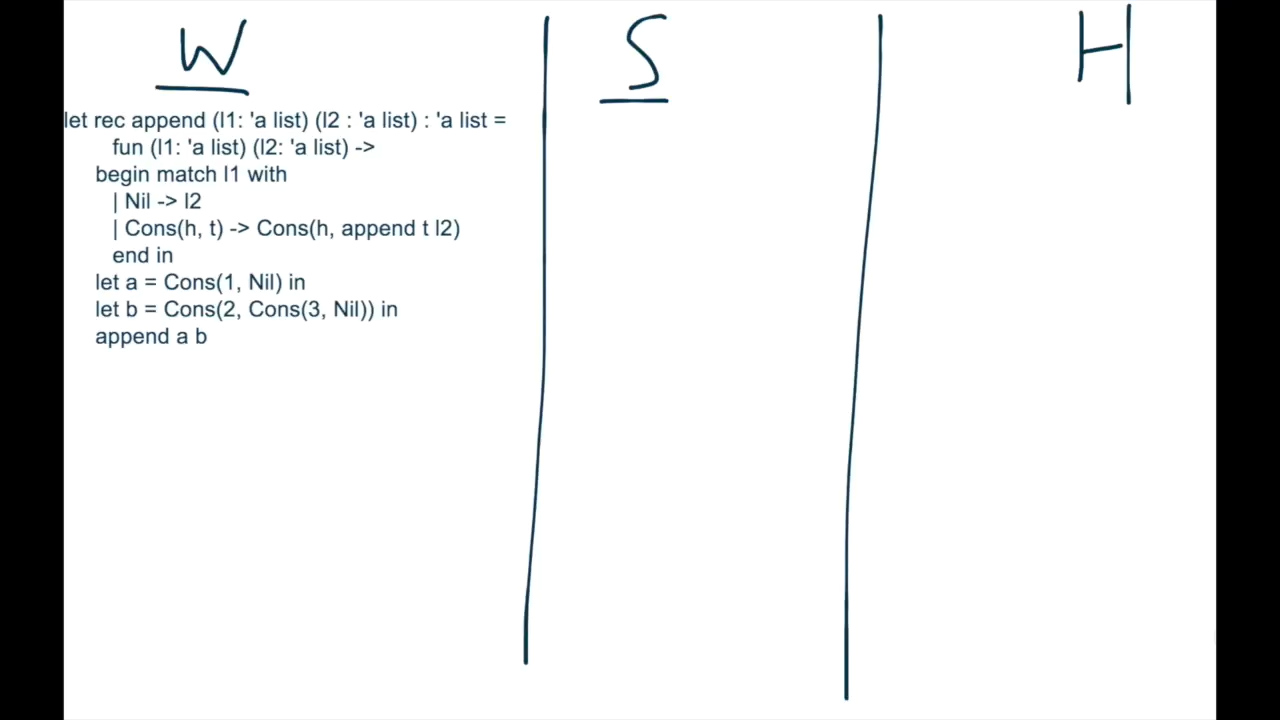 W
S
H
let rec append (l1: 'a list) (l2 : 'a list) : 'a list =
fun (l1: 'a list) (l2: 'a list) ->
begin match l1 with
| Nil -> l2
| Cons(h, t) -> Cons(h, append t l2)
end in
let a = Cons(1, Nil) in
let b = Cons(2, Cons(3, Nil)) in
append a b